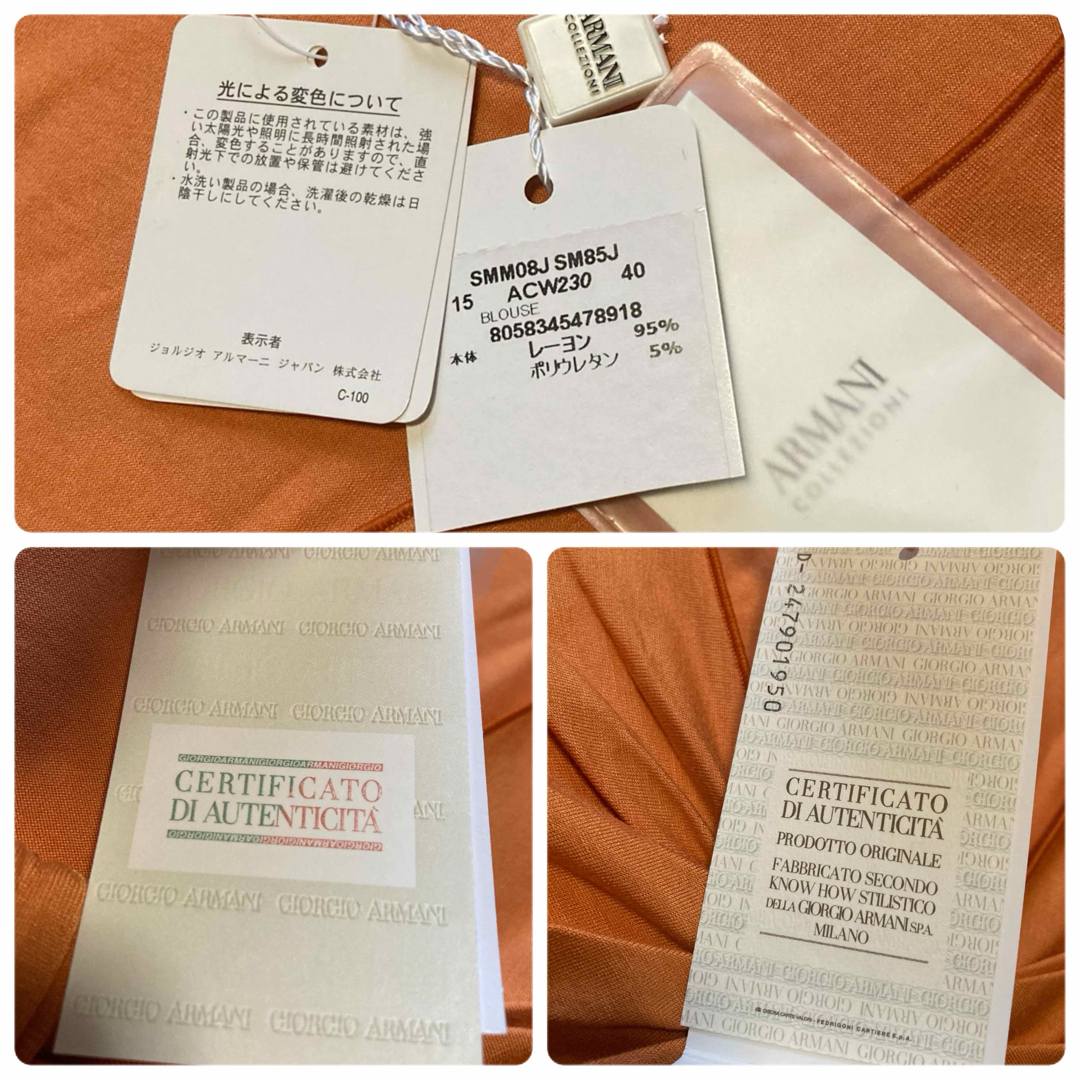 光による変色について
・この製品に使用されている素材は、強
い太陽光や照明に長時間照射された場
合、変色することがありますので、直
射光下での放置や保管は避けてくださ
い。
・水洗い製品の場合、洗濯後の乾燥は日
陰干しにしてください。
表示者
ジョルジオ アルマーニ ジャパン 株式会社
C-100
ARMANI
COLLEZIONI
SMM08J SM85J
15 ACW230 40
BLOUSE
8058345478918
本体 レーヨン 95%
ポリウレタン 5%
ARMANI
COLLEZIONI
GIORGIO ARMANI GIORGIO ARMANI
GIORGIO ARMANI GIORGIO ARMANI
GIORGIO ARMANI GIORGIO ARMANI
GIORGIOARMANIGIORGIOARMANIGIORGIO
CERTIFICATO
DI AUTENTICITÀ
GIORGIO ARMANI GIORGIO ARMANI
GIORGIO ARMANI GIORGIO ARMANI
D-247901950
CERTIFICATO
DI AUTENTICITÀ
PRODOTTO ORIGINALE
FABBRICATO SECONDO
KNOW HOW STILISTICO
DELLA GIORGIO ARMANI S.P.A.
MILANO
FEDRIGONI CARTIERE S.p.A.